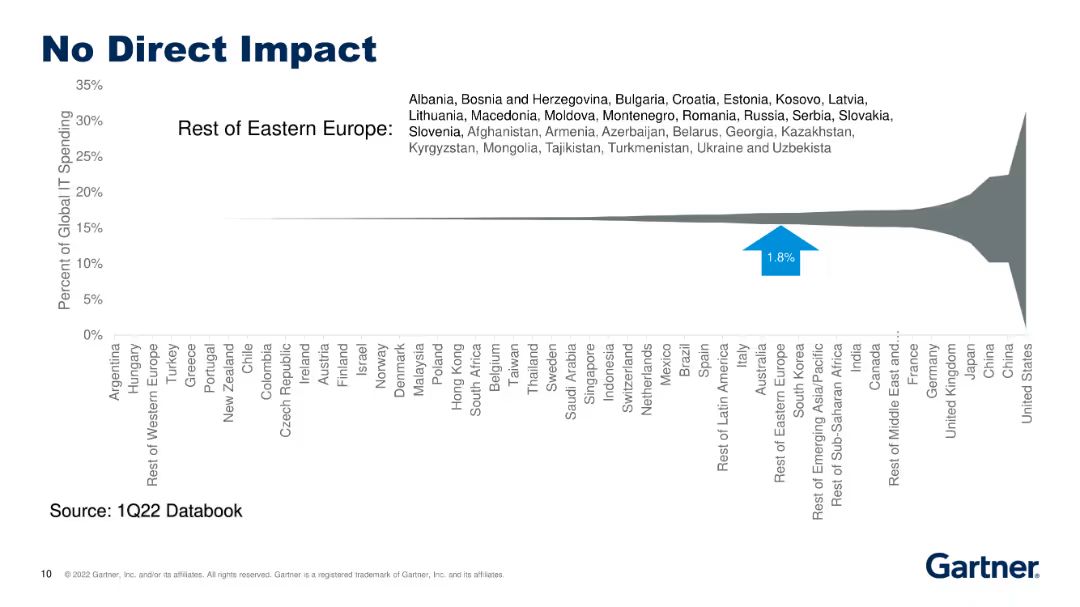 No Direct Impact
35%
30%
25%
20%
15%
10%
5%
0%
Percent of Global IT Spending
Rest of Eastern Europe:
Albania, Bosnia and Herzegovina, Bulgaria, Croatia, Estonia, Kosovo, Latvia,
Lithuania, Macedonia, Moldova, Montenegro, Romania, Russia, Serbia, Slovakia,
Slovenia, Afghanistan, Armenia, Azerbaijan, Belarus, Georgia, Kazakhstan,
Kyrgyzstan, Mongolia, Tajikistan, Turkmenistan, Ukraine and Uzbekista
1.8%
Argentina
Hungary
Rest of Western Europe
Turkey
Greece
Portugal
New Zealand
Chile
Colombia
Czech Republic
Ireland
Austria
Finland
Israel
Norway
Denmark
Malaysia
Poland
Hong Kong
South Africa
Belgium
Taiwan
Thailand
Sweden
Saudi Arabia
Singapore
Indonesia
Switzerland
Netherlands
Mexico
Brazil
Spain
Rest of Latin America
Italy
Australia
Rest of Eastern Europe
South Korea
Rest of Emerging Asia/Pacific
Rest of Sub-Saharan Africa
India
Canada
Rest of Middle East and...
France
Germany
United Kingdom
Japan
China
China
United States
Source: 1Q22 Databook
10 © 2022 Gartner, Inc. and/or its affiliates. All rights reserved. Gartner is a registered trademark of Gartner, Inc. and its affiliates.
Gartner®